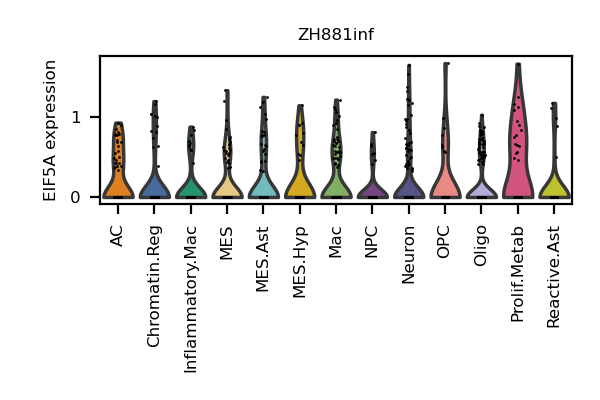 ZH881inf
EIF5A expression
1
0
AC
Chromatin.Reg
Inflammatory.Mac
MES
MES.Ast
MES.Hyp
Mac
NPC
Neuron
OPC
Oligo
Prolif.Metab
Reactive.Ast